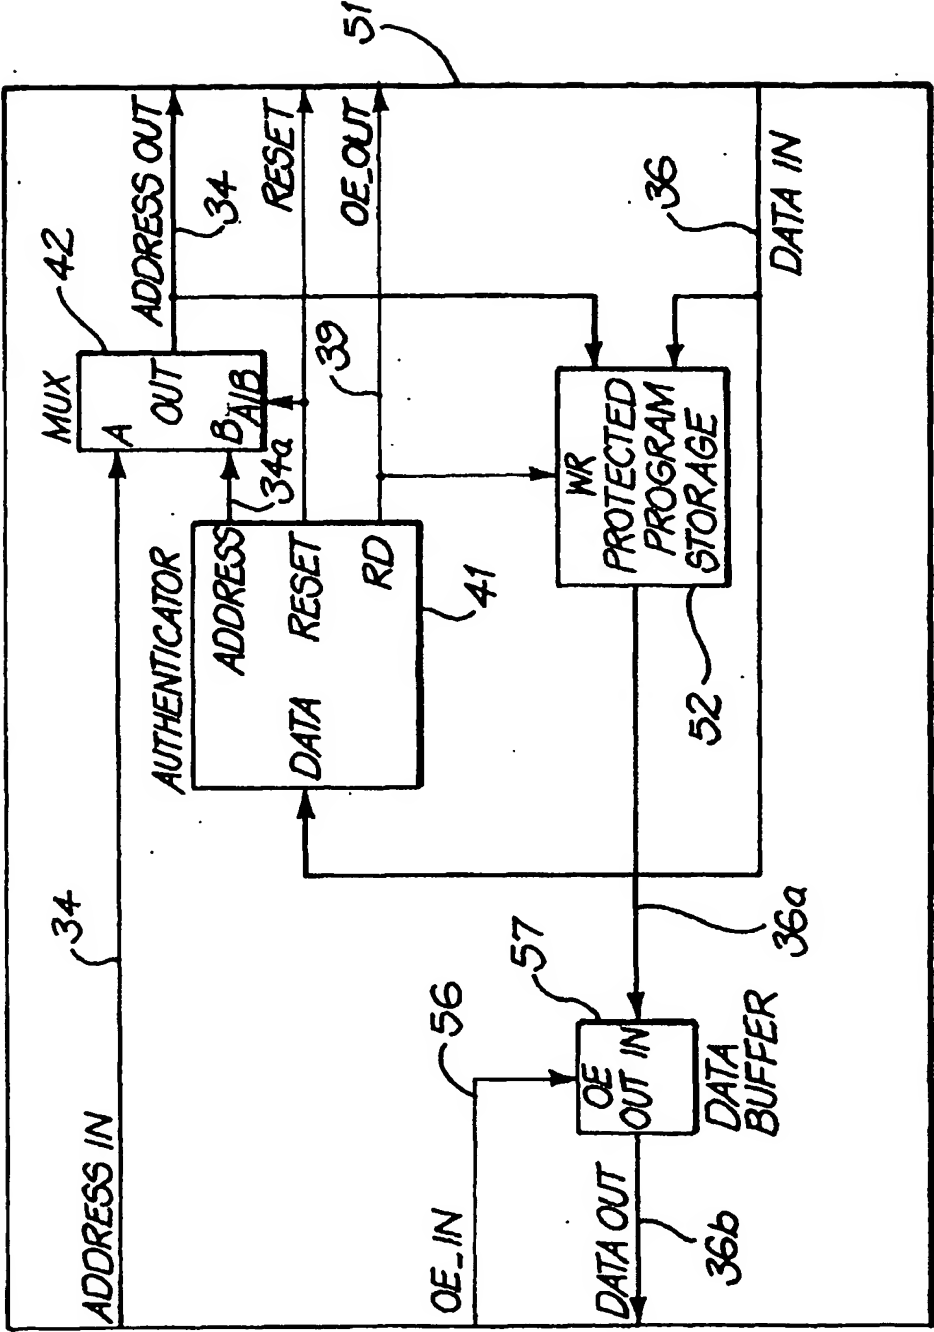 51
ADDRESS OUT
34
RESET
OE_OUT
36
DATA IN
42
MUX
A
OUT
B
A/B
34a
39
AUTHENTICATOR
ADDRESS
RESET
RD
DATA
41
WR
PROTECTED
PROGRAM
STORAGE
52
34
ADDRESS IN
36a
57
56
OE
OUT IN
DATA
BUFFER
OE_IN
DATA OUT
36b